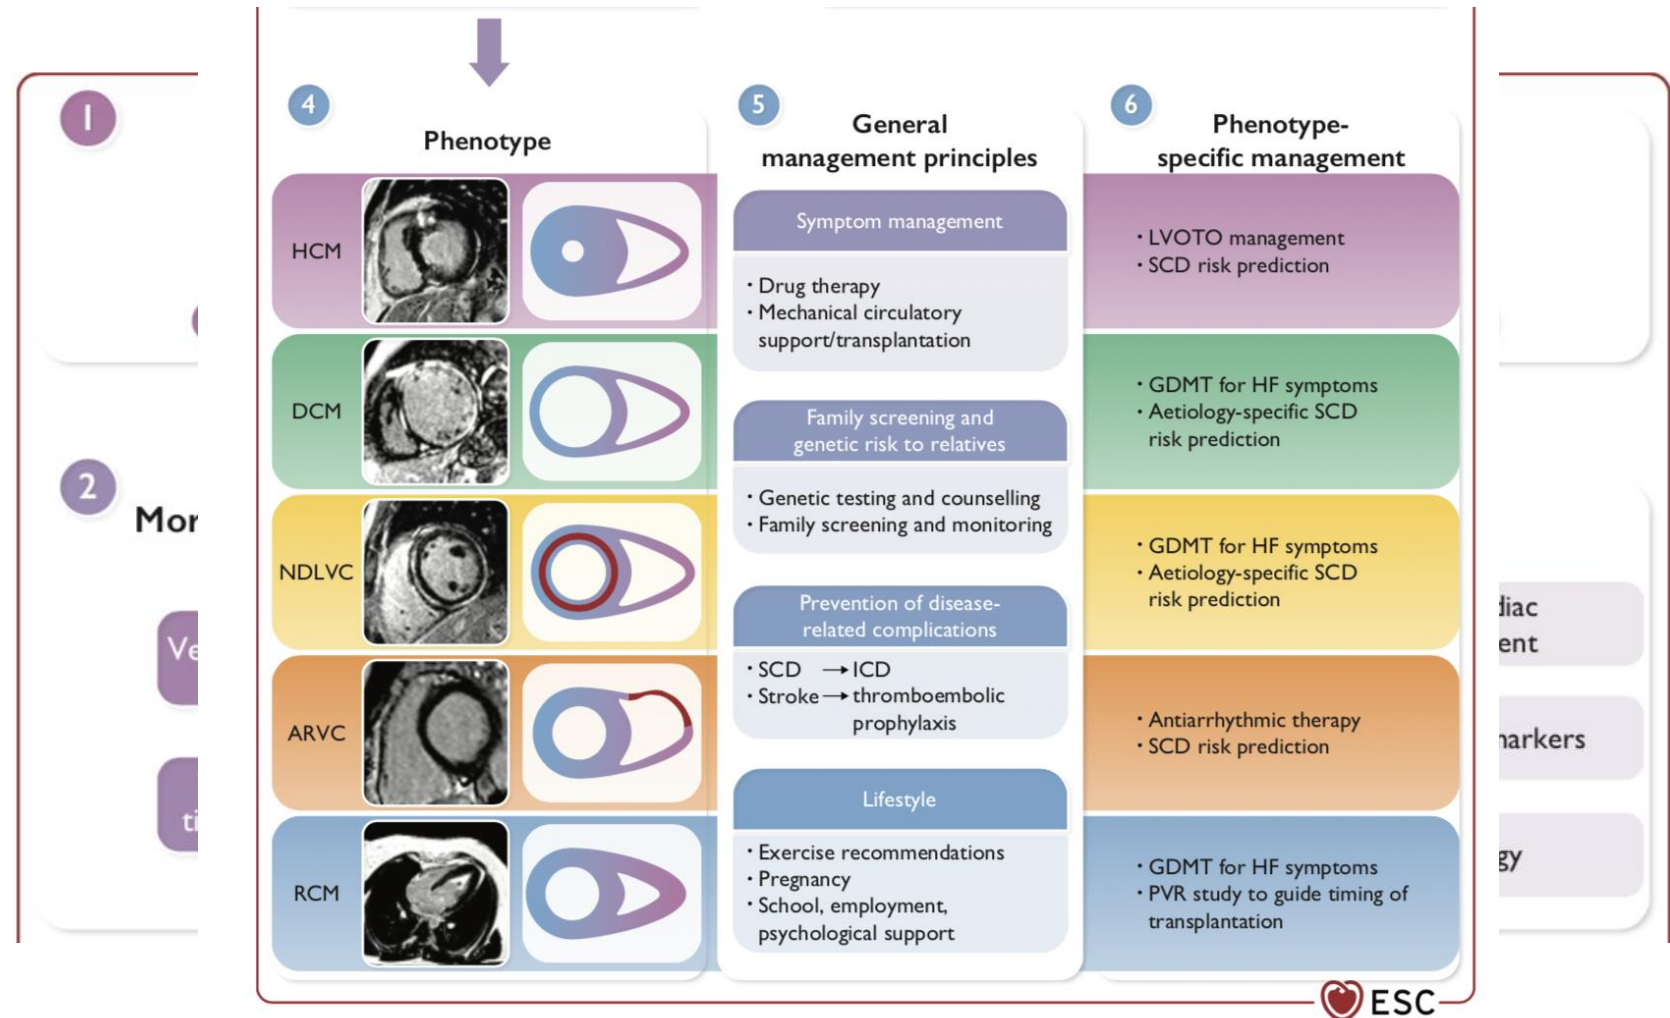 1
2
4
Phenotype
HCM
DCM
NDLVC
ARVC
RCM
5
General
management principles
Symptom management
· Drug therapy
· Mechanical circulatory
support/transplantation
Family screening and
genetic risk to relatives
· Genetic testing and counselling
· Family screening and monitoring
Prevention of disease-
related complications
· SCD → ICD
· Stroke → thromboembolic
prophylaxis
Lifestyle
· Exercise recommendations
· Pregnancy
· School, employment,
psychological support
6
Phenotype-
specific management
· LVOTO management
· SCD risk prediction
· GDMT for HF symptoms
· Aetiology-specific SCD
risk prediction
· GDMT for HF symptoms
· Aetiology-specific SCD
risk prediction
· Antiarrhythmic therapy
· SCD risk prediction
· GDMT for HF symptoms
· PVR study to guide timing of
transplantation
ESC